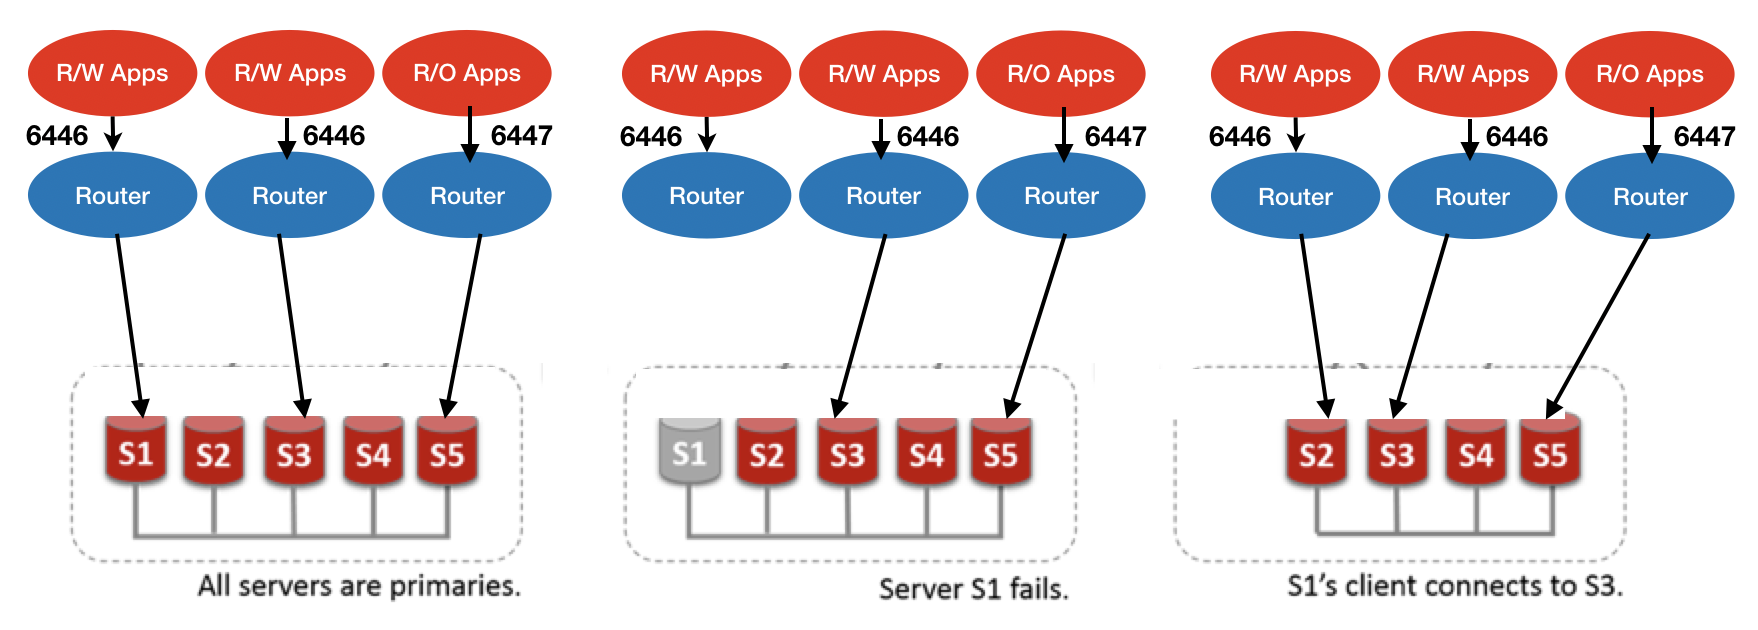 R/W Apps R/W Apps R/O Apps
6446 6446 6447
Router Router Router
S1 S2 S3 S4 S5
All servers are primaries.
R/W Apps R/W Apps R/O Apps
6446 6446 6447
Router Router Router
S1 S2 S3 S4 S5
Server S1 fails.
R/W Apps R/W Apps R/O Apps
6446 6446 6447
Router Router Router
S2 S3 S4 S5
S1's client connects to S3.